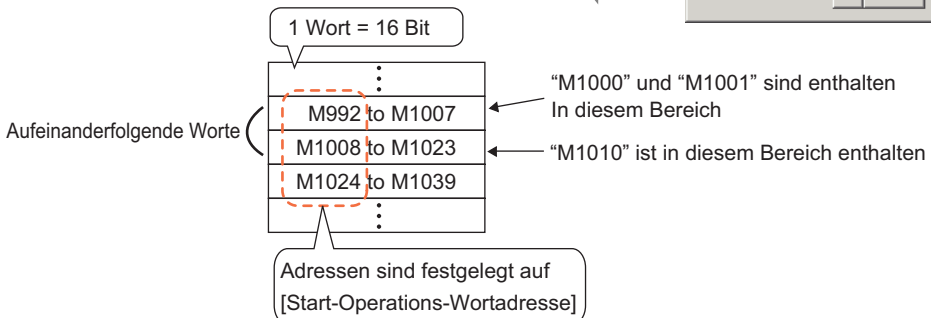 1 Wort = 16 Bit
“M1000” und “M1001” sind enthalten
In diesem Bereich
M992 to M1007
Aufeinanderfolgende Worte
M1008 to M1023
“M1010” ist in diesem Bereich enthalten
M1024 to M1039
Adressen sind festgelegt auf
[Start-Operations-Wortadresse]